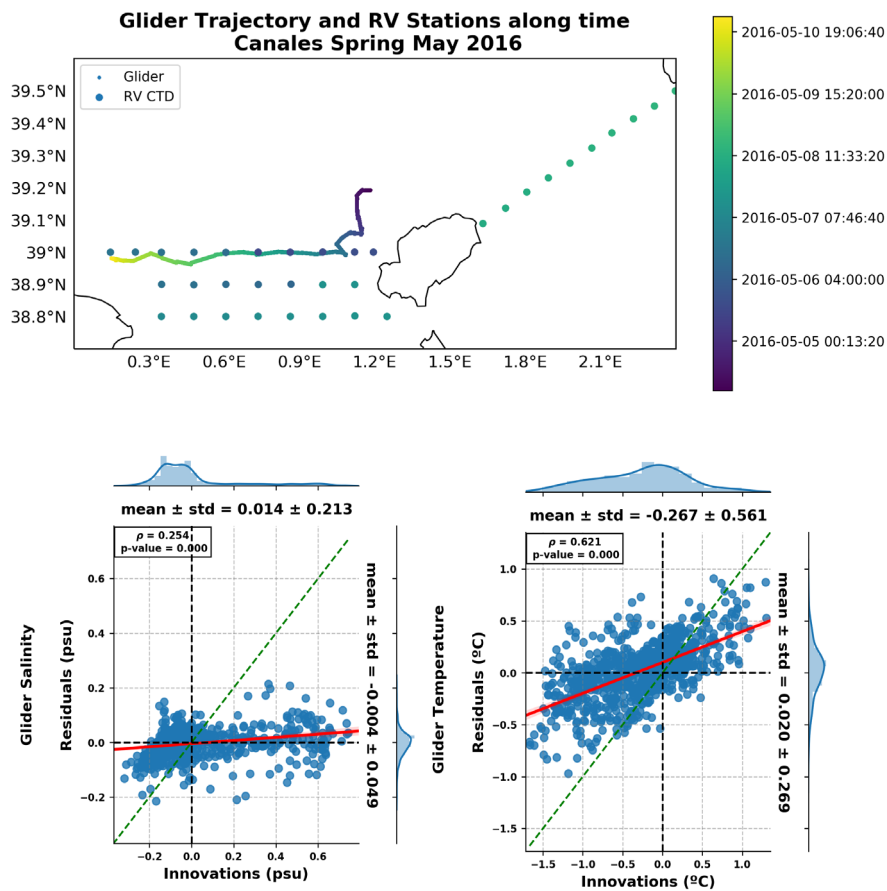 Glider Trajectory and RV Stations along time
Canales Spring May 2016
Glider
RV CTD
39.5°N
39.4°N
39.3°N
39.2°N
39.1°N
39°N
38.9°N
38.8°N
0.3°E 0.6°E 0.9°E 1.2°E 1.5°E 1.8°E 2.1°E
2016-05-10 19:06:40
2016-05-09 15:20:00
2016-05-08 11:33:20
2016-05-07 07:46:40
2016-05-06 04:00:00
2016-05-05 00:13:20
mean ± std = 0.014 ± 0.213
ρ = 0.254
p-value = 0.000
Glider Salinity
Residuals (psu)
0.6
0.4
0.2
0.0
−0.2
−0.2 0.0 0.2 0.4 0.6
Innovations (psu)
mean ± std = -0.004 ± 0.049
mean ± std = -0.267 ± 0.561
ρ = 0.621
p-value = 0.000
Glider Temperature
Residuals (ºC)
1.0
0.5
0.0
−0.5
−1.0
−1.5
−1.5 −1.0 −0.5 0.0 0.5 1.0
Innovations (ºC)
mean ± std = 0.020 ± 0.269